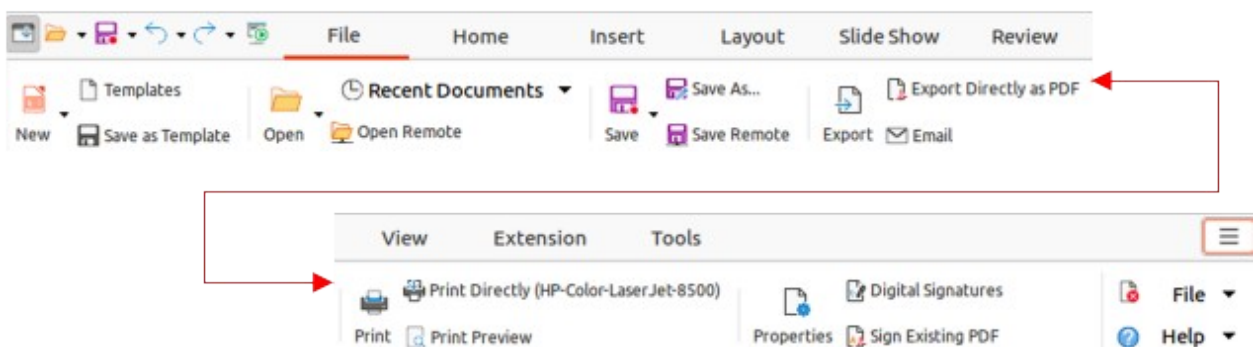 File Home Insert Layout Slide Show Review
Templates Recent Documents Save As... Export Directly as PDF
New Save as Template Open Open Remote Save Save Remote Export Email
View Extension Tools
Print Directly (HP-Color-LaserJet-8500) Digital Signatures File
Print Print Preview Properties Sign Existing PDF Help